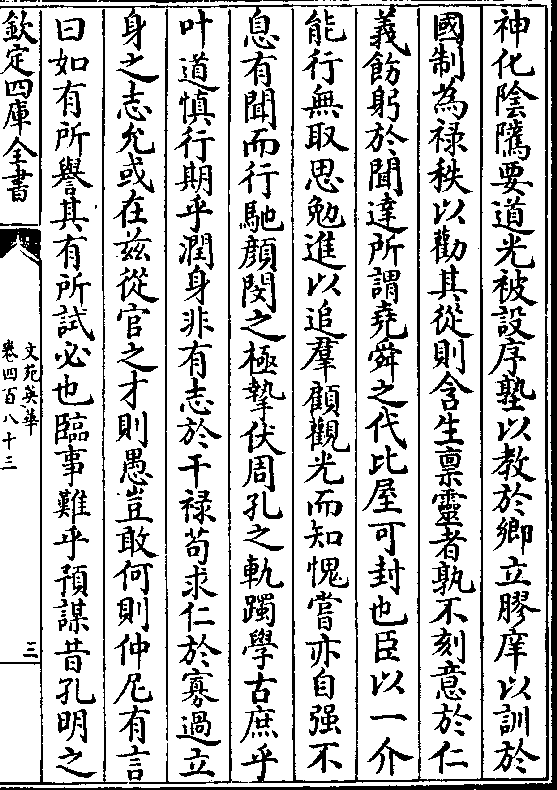 神化陰隲要道光被設序塾以教於鄉立膠庠以訓於
國制為禄秩以勸其從則含生禀靈者孰不刻意於仁
義飭躬於聞達所謂堯舜之代比屋可封也臣以一介
能行無取思勉進以追羣顧觀光而知愧嘗亦自强不
息有聞而行馳顔閔之極摯伏周孔之軌躅學古庶乎
叶道慎行期乎潤身非有志於干禄苟求仁於寡過立
身之志允或在兹從官之才則愚豈敢何則仲尼有言
曰如有所譽其有所試必也臨事難乎預謀昔孔明之
欽定四庫全書
文苑英華
卷四百八十三
三